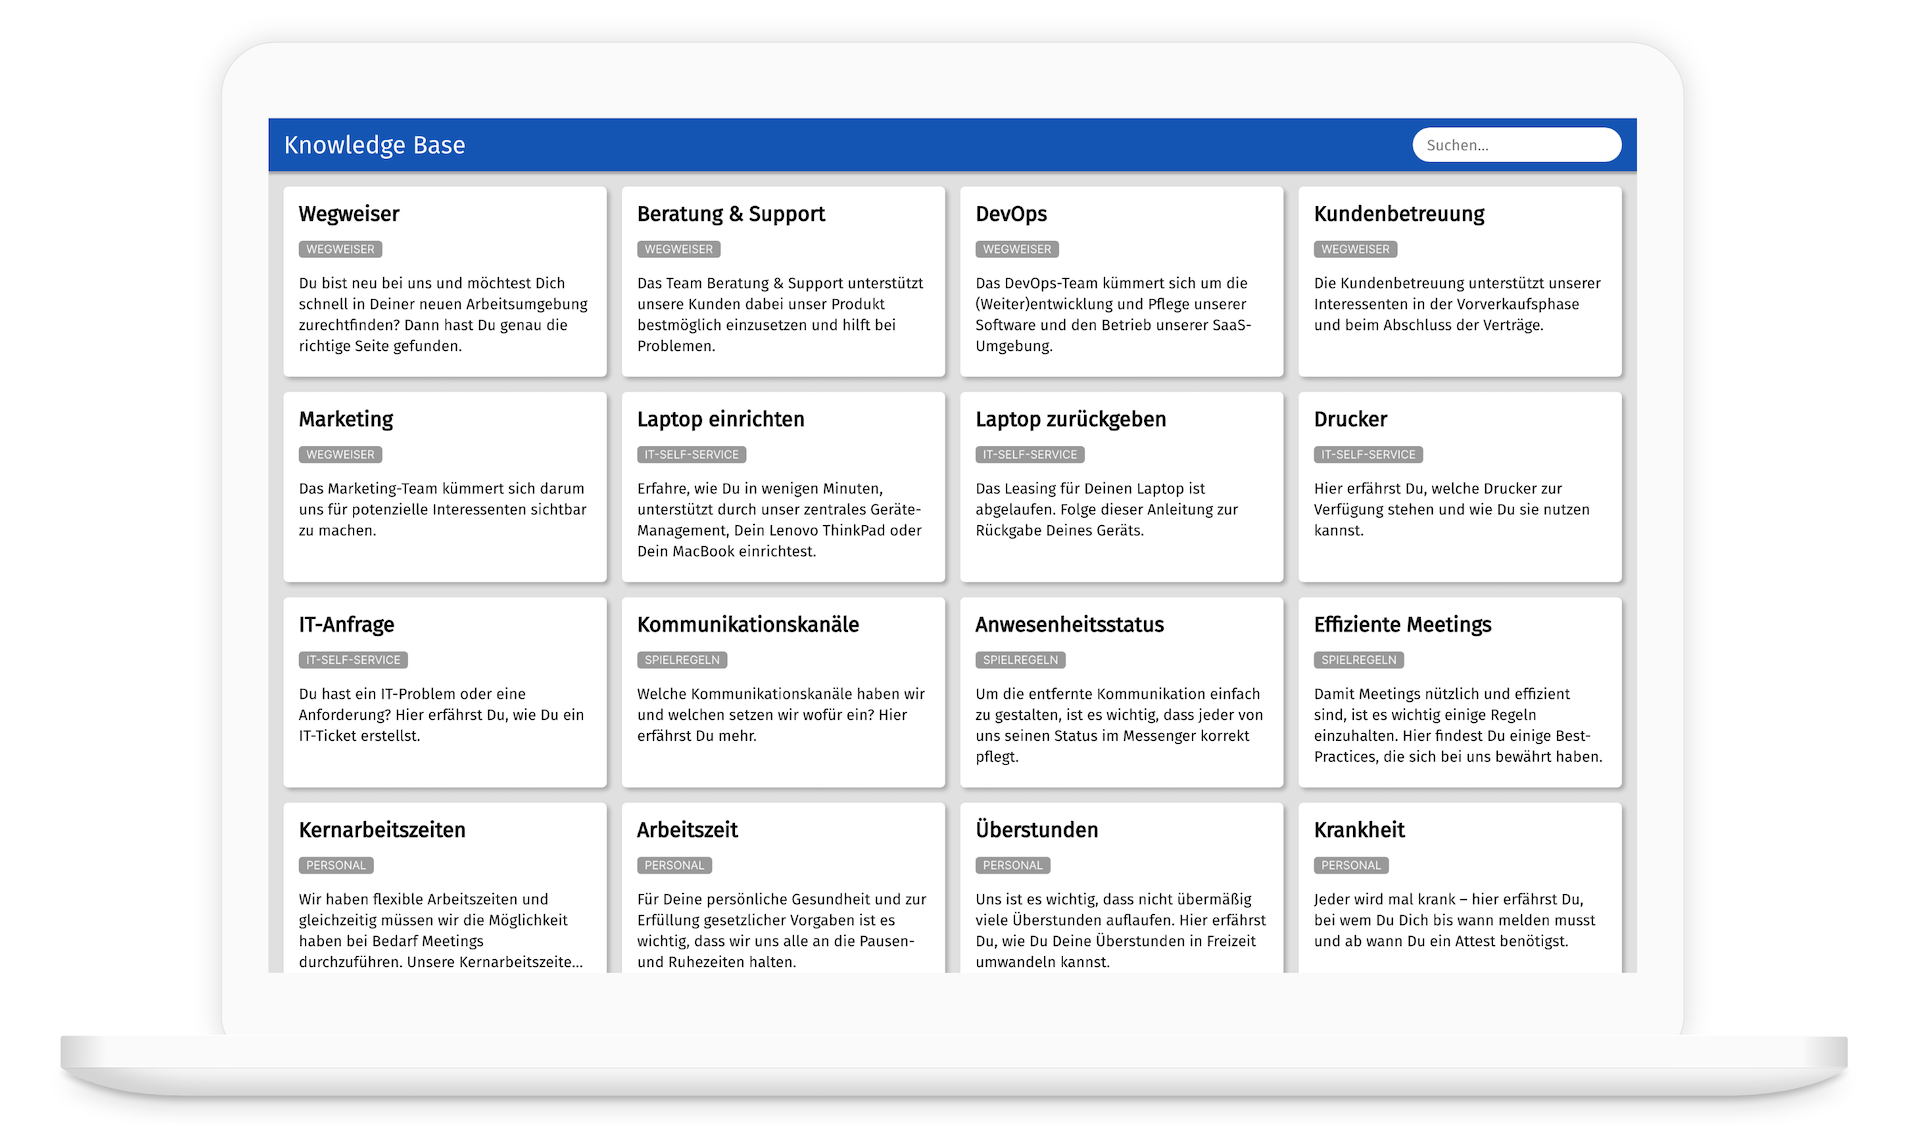 Knowledge Base
Suchen...
Wegweiser
WEGWEISER
Du bist neu bei uns und möchtest Dich
schnell in Deiner neuen Arbeitsumgebung
zurechtfinden? Dann hast Du genau die
richtige Seite gefunden.
Beratung & Support
WEGWEISER
Das Team Beratung & Support unterstützt
unsere Kunden dabei unser Produkt
bestmöglich einzusetzen und hilft bei
Problemen.
DevOps
WEGWEISER
Das DevOps-Team kümmert sich um die
(Weiter)entwicklung und Pflege unserer
Software und den Betrieb unserer SaaS-
Umgebung.
Kundenbetreuung
WEGWEISER
Die Kundenbetreuung unterstützt unserer
Interessenten in der Vorverkaufsphase
und beim Abschluss der Verträge.
Marketing
WEGWEISER
Das Marketing-Team kümmert sich darum
uns für potenzielle Interessenten sichtbar
zu machen.
Laptop einrichten
IT-SELF-SERVICE
Erfahre, wie Du in wenigen Minuten,
unterstützt durch unser zentrales Geräte-
Management, Dein Lenovo ThinkPad oder
Dein MacBook einrichtest.
Laptop zurückgeben
IT-SELF-SERVICE
Das Leasing für Deinen Laptop ist
abgelaufen. Folge dieser Anleitung zur
Rückgabe Deines Geräts.
Drucker
IT-SELF-SERVICE
Hier erfährst Du, welche Drucker zur
Verfügung stehen und wie Du sie nutzen
kannst.
IT-Anfrage
IT-SELF-SERVICE
Du hast ein IT-Problem oder eine
Anforderung? Hier erfährst Du, wie Du ein
IT-Ticket erstellst.
Kommunikationskanäle
SPIELREGELN
Welche Kommunikationskanäle haben wir
und welchen setzen wir wofür ein? Hier
erfährst Du mehr.
Anwesenheitsstatus
SPIELREGELN
Um die entfernte Kommunikation einfach
zu gestalten, ist es wichtig, dass jeder von
uns seinen Status im Messenger korrekt
pflegt.
Effiziente Meetings
SPIELREGELN
Damit Meetings nützlich und effizient
sind, ist es wichtig einige Regeln
einzuhalten. Hier findest Du einige Best-
Practices, die sich bei uns bewährt haben.
Kernarbeitszeiten
PERSONAL
Wir haben flexible Arbeitszeiten und
gleichzeitig müssen wir die Möglichkeit
haben bei Bedarf Meetings
durchzuführen. Unsere Kernarbeitszeite...
Arbeitszeit
PERSONAL
Für Deine persönliche Gesundheit und zur
Erfüllung gesetzlicher Vorgaben ist es
wichtig, dass wir uns alle an die Pausen-
und Ruhezeiten halten.
Überstunden
PERSONAL
Uns ist es wichtig, dass nicht übermäßig
viele Überstunden auflaufen. Hier erfährst
Du, wie Du Deine Überstunden in Freizeit
umwandeln kannst.
Krankheit
PERSONAL
Jeder wird mal krank – hier erfährst Du,
bei wem Du Dich bis wann melden musst
und ab wann Du ein Attest benötigst.